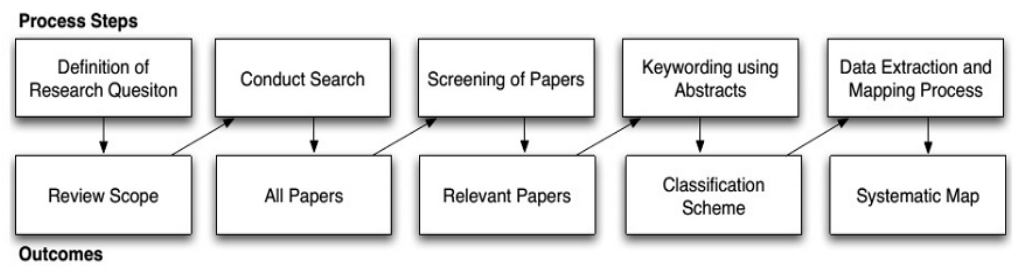 Process Steps
Definition of
Research Quesiton
Conduct Search
Screening of Papers
Keywording using
Abstracts
Data Extraction and
Mapping Process
Review Scope
All Papers
Relevant Papers
Classification
Scheme
Systematic Map
Outcomes